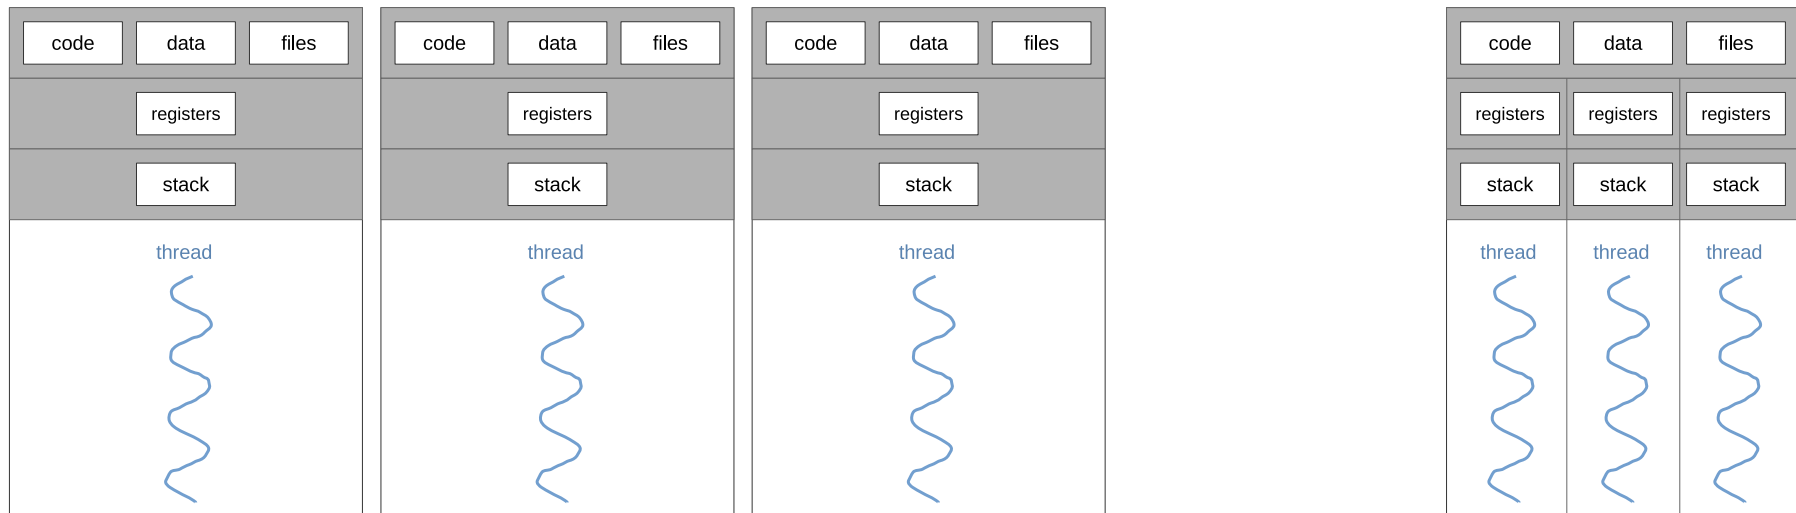 code data files code data files code data files code data files
registers registers registers registers registers registers
stack stack stack stack stack stack
thread thread thread thread thread thread